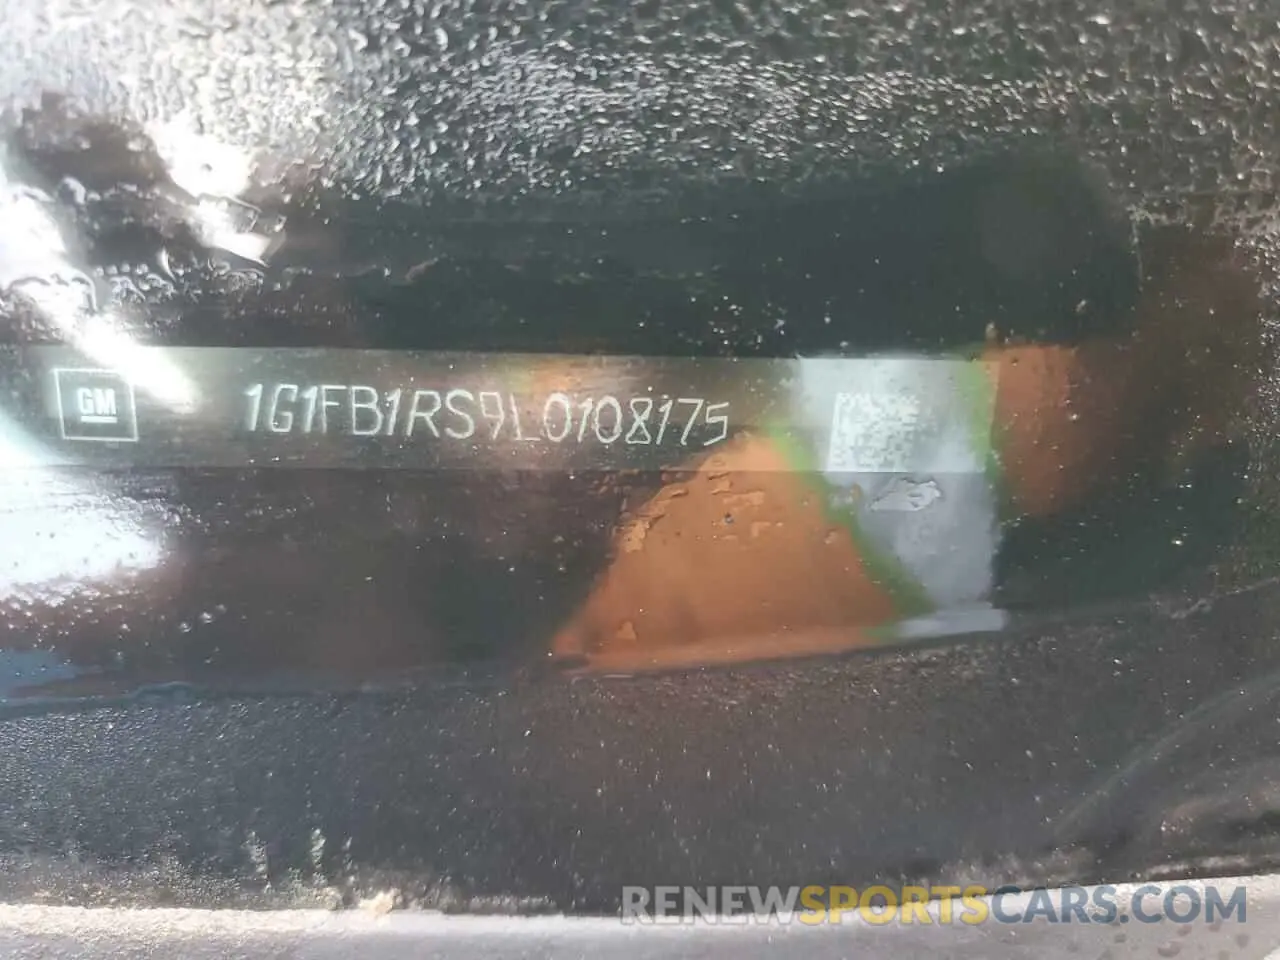 GM 1G1FB1RS9L0108175
RENEWSPORTSCARS.COM